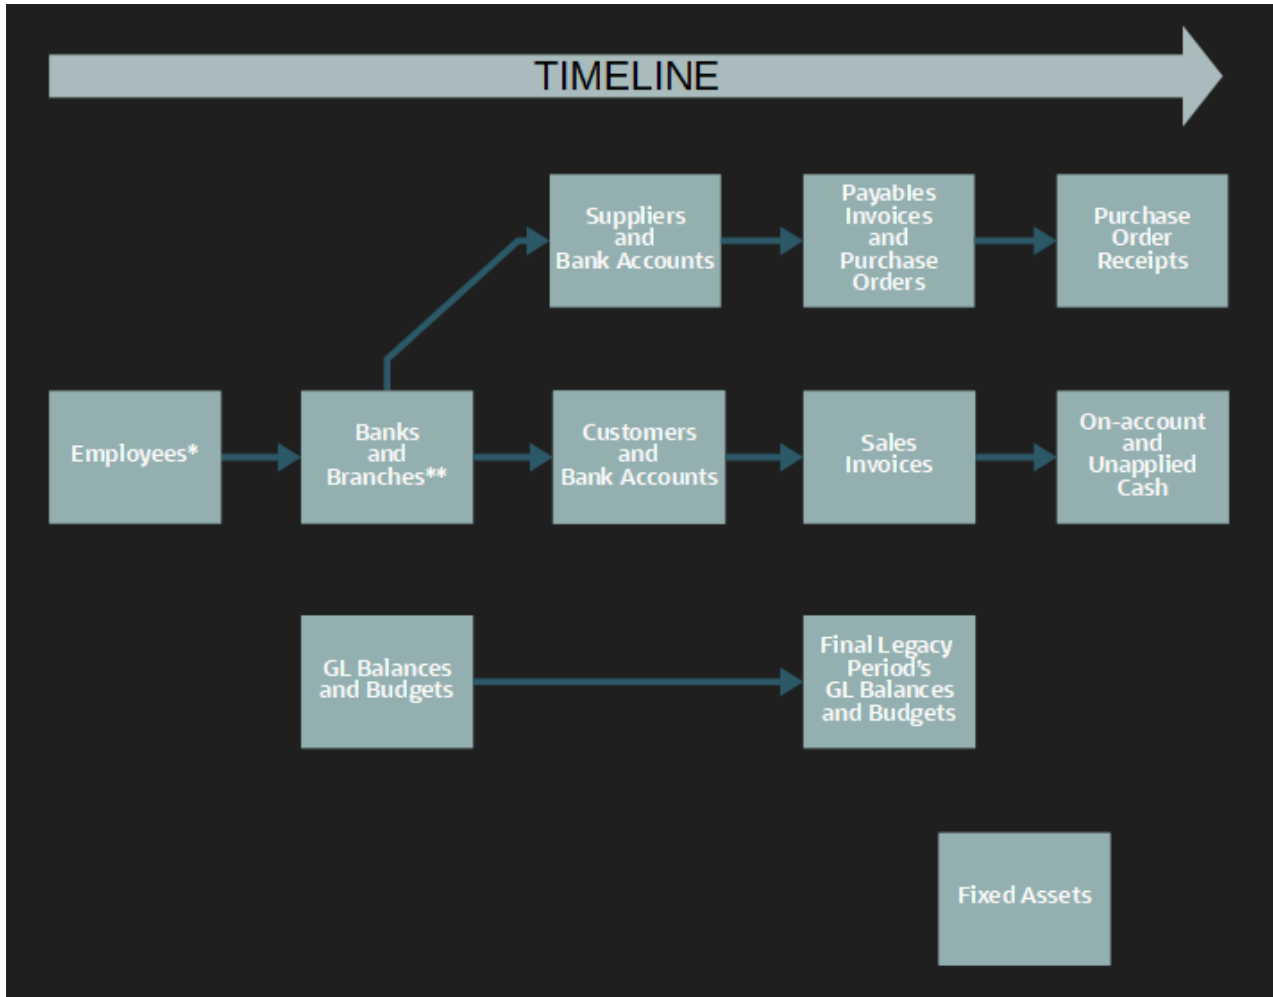 TIMELINE
Suppliers
and
Bank Accounts
Payables
Invoices
and
Purchase
Orders
Purchase
Order
Receipts
Employees*
Banks
and
Branches**
Customers
and
Bank Accounts
Sales
Invoices
On-account
and
Unapplied
Cash
GL Balances
and Budgets
Final Legacy
Period's
GL Balances
and Budgets
Fixed Assets